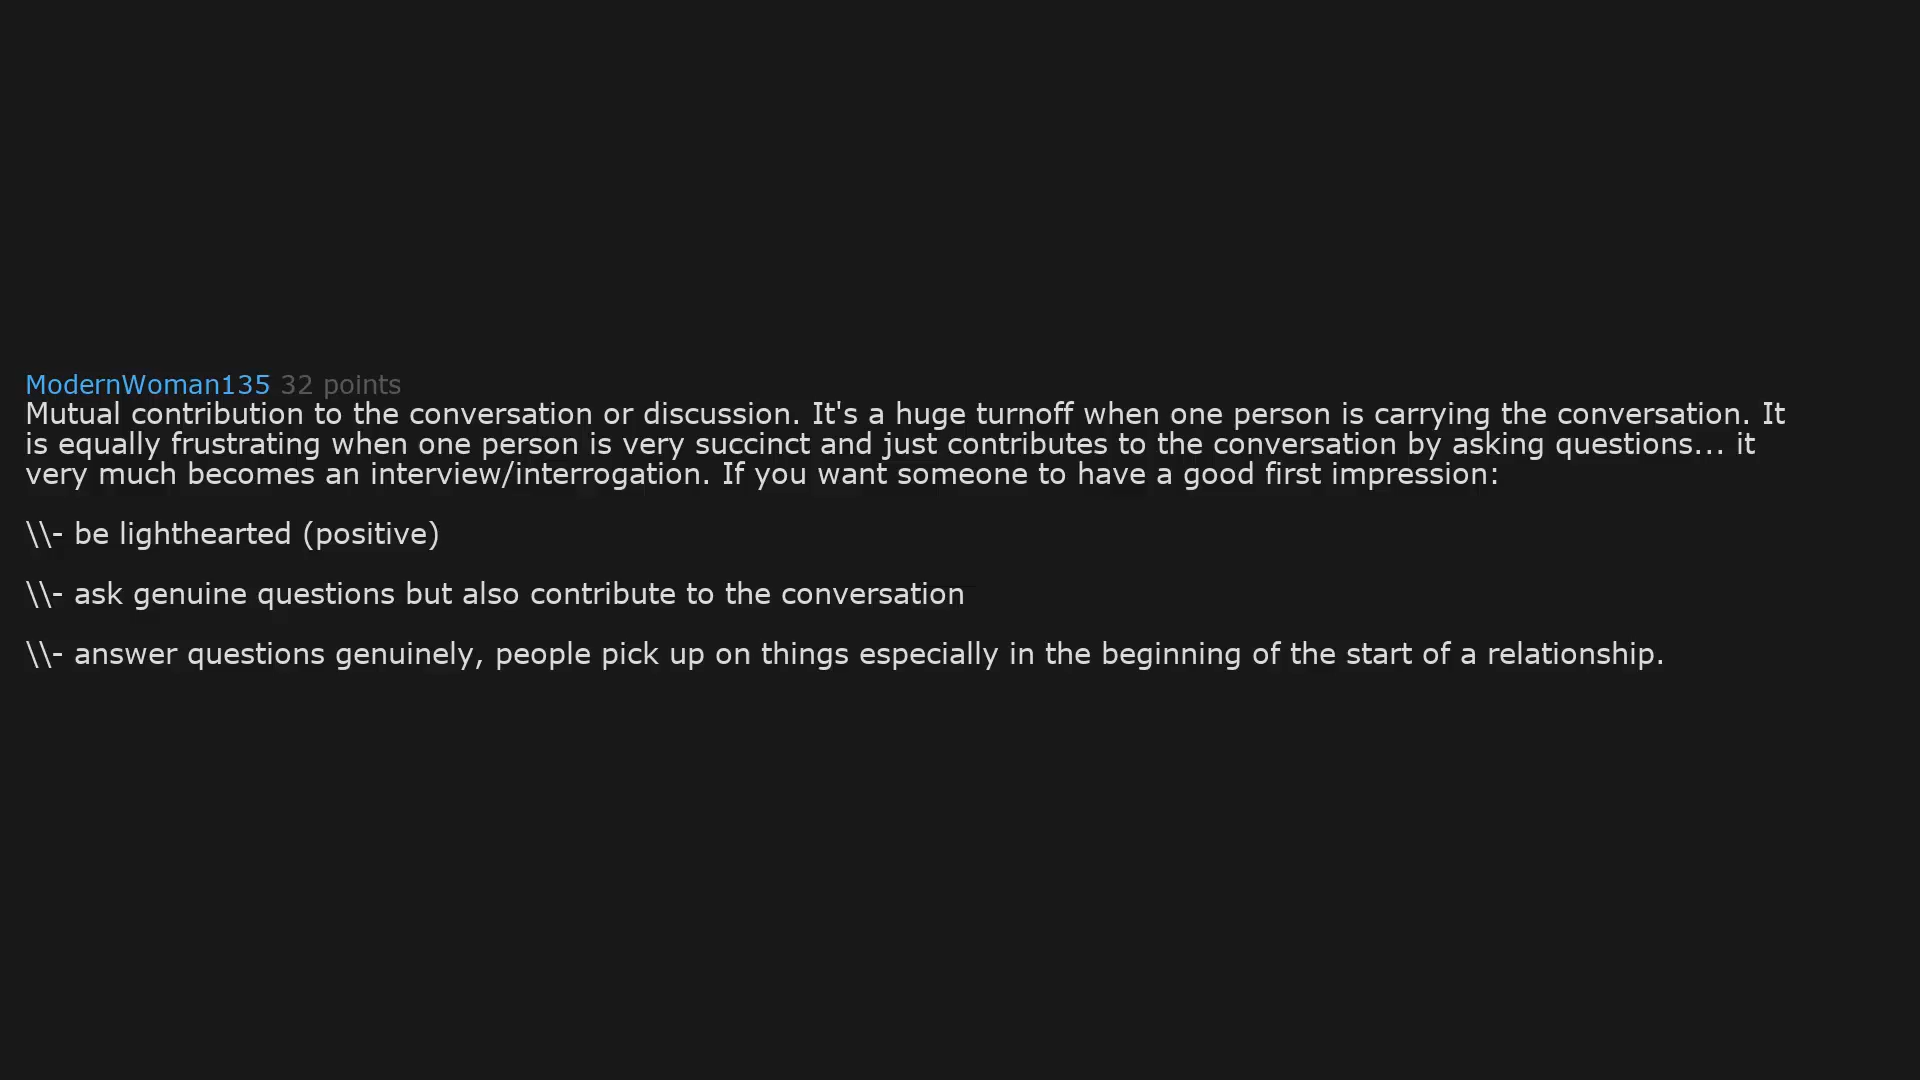 ModernWoman135 32 points
Mutual contribution to the conversation or discussion. It's a huge turnoff when one person is carrying the conversation. It
is equally frustrating when one person is very succinct and just contributes to the conversation by asking questions... it
very much becomes an interview/interrogation. If you want someone to have a good first impression:
\\- be lighthearted (positive)
\\- ask genuine questions but also contribute to the conversation
\\- answer questions genuinely, people pick up on things especially in the beginning of the start of a relationship.